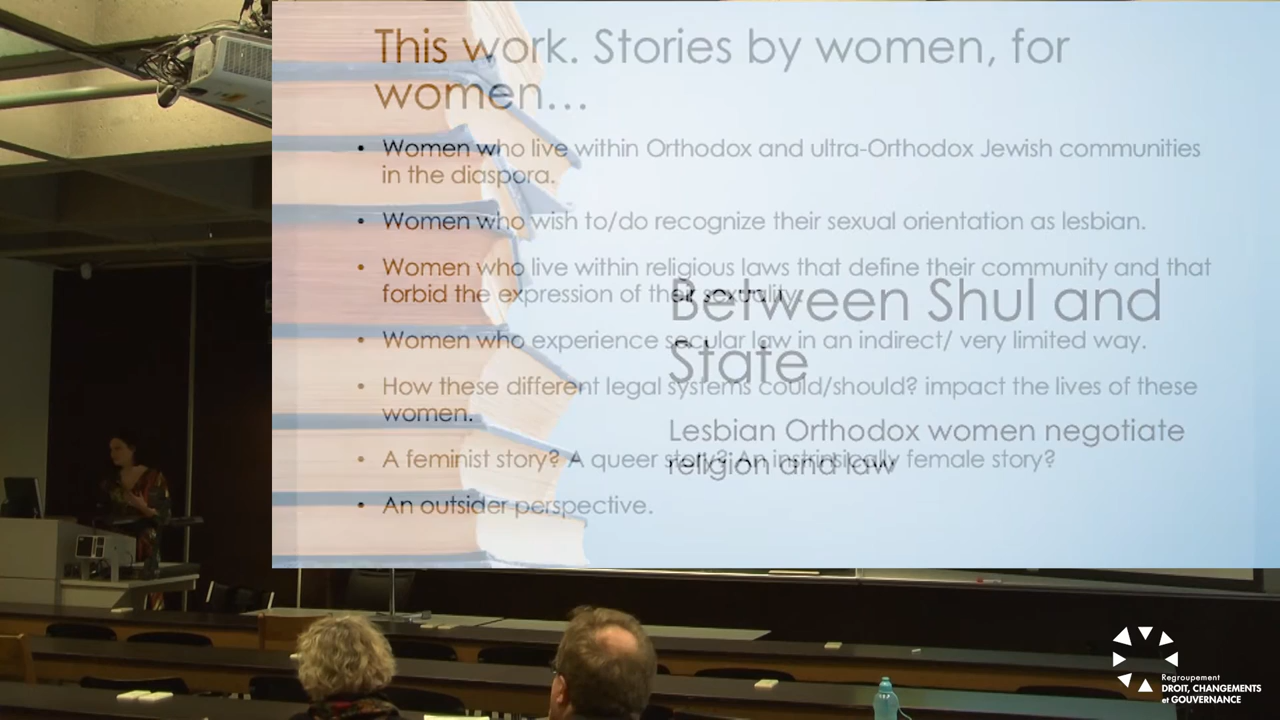 This work. Stories by women, for
women…
• Women who live within Orthodox and ultra-Orthodox Jewish communities
in the diaspora.
• Women who wish to/do recognize their sexual orientation as lesbian.
• Women who live within religious laws that define their community and that
forbid the expression of their sexuality.
• Women who experience secular law in an indirect/ very limited way.
• How these different legal systems could/should? impact the lives of these
women.
• A feminist story? A queer story? An instrinsically female story?
• An outsider perspective.
Between Shul and
State
Lesbian Orthodox women negotiate
religion and law
Regroupement
DROIT, CHANGEMENTS
et GOUVERNANCE